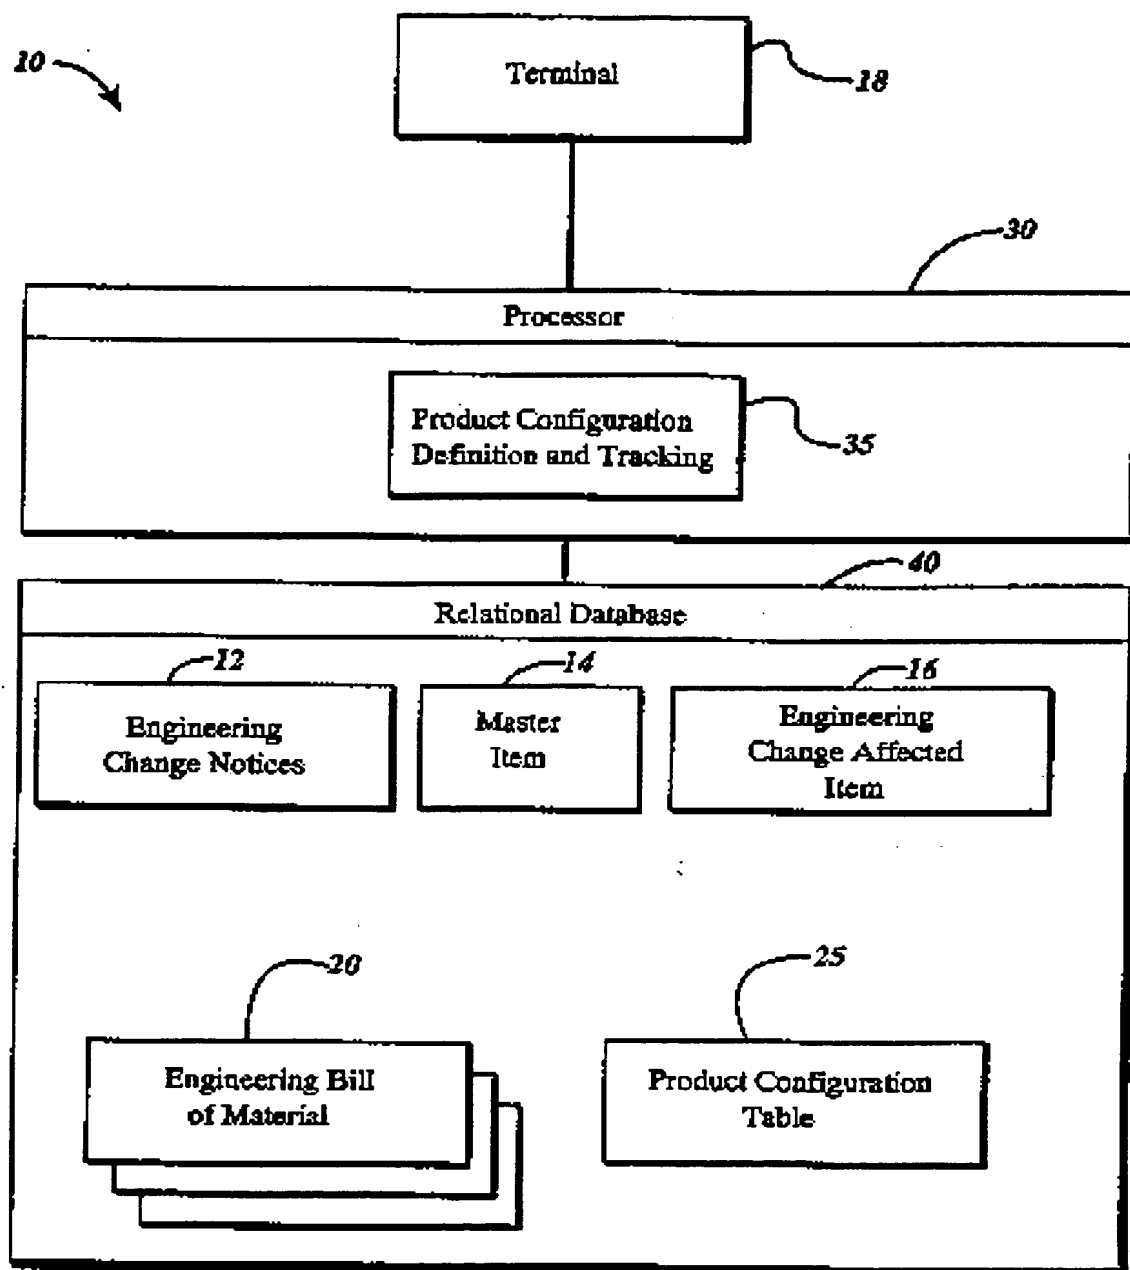 10
Terminal
18
30
Processor
Product Configuration
Definition and Tracking
35
40
Relational Database
12
14
16
Engineering
Change Notices
Master
Item
Engineering
Change Affected
Item
20
25
Engineering Bill
of Material
Product Configuration
Table